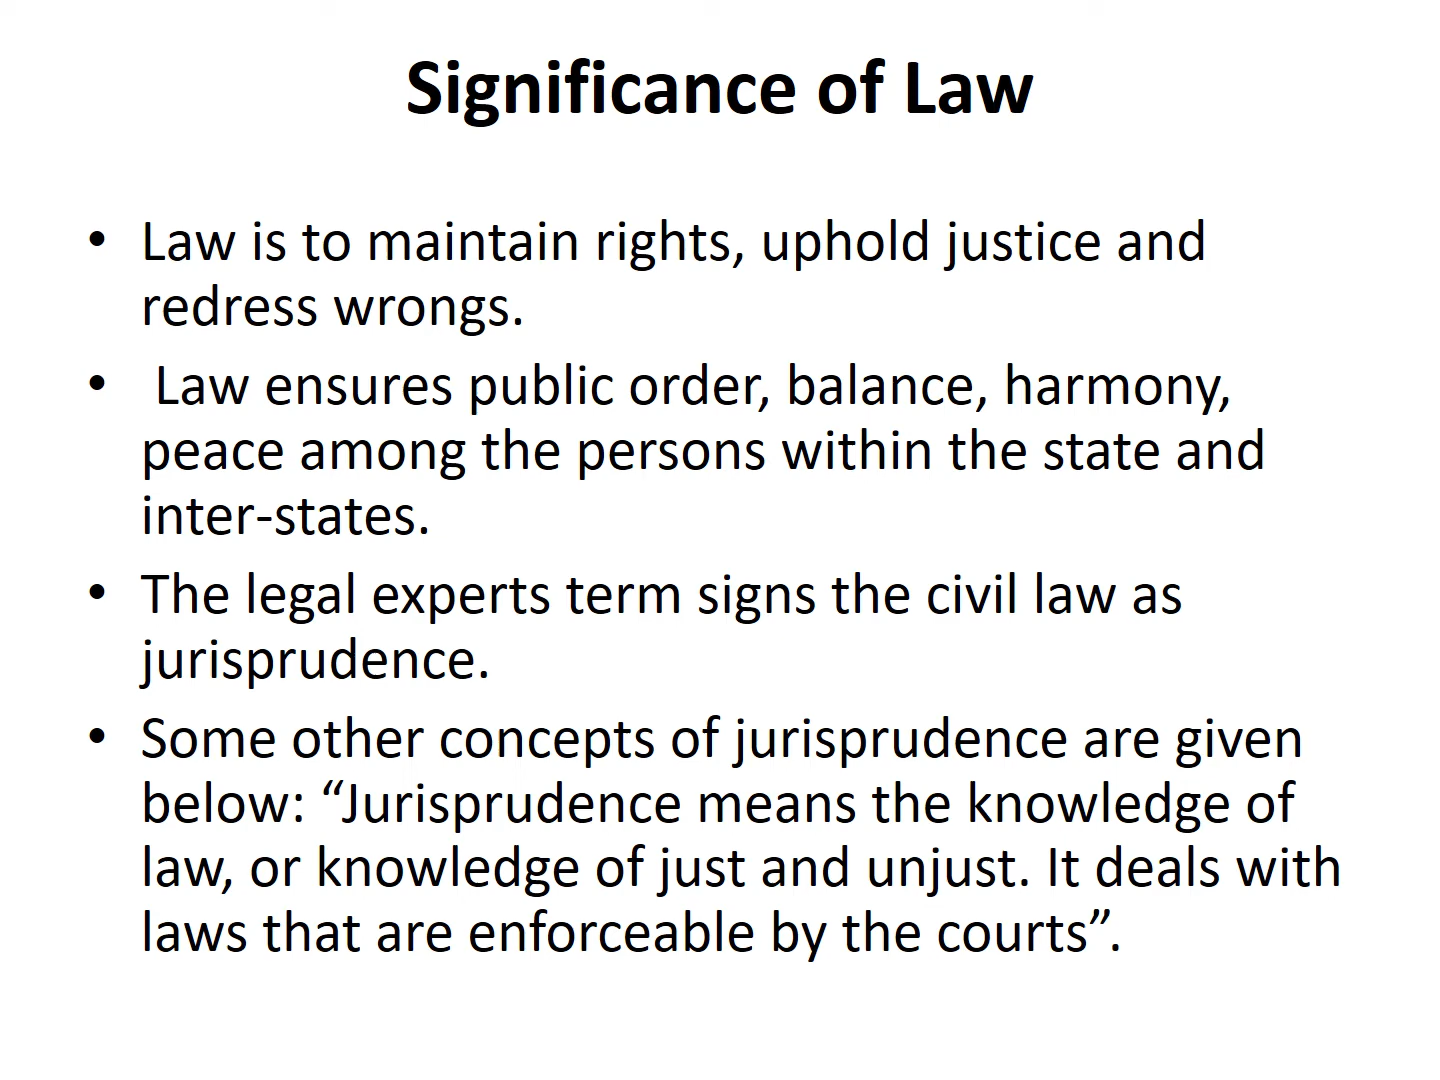 Significance of Law
• Law is to maintain rights, uphold justice and
redress wrongs.
• Law ensures public order, balance, harmony,
peace among the persons within the state and
inter-states.
• The legal experts term signs the civil law as
jurisprudence.
• Some other concepts of jurisprudence are given
below: “Jurisprudence means the knowledge of
law, or knowledge of just and unjust. It deals with
laws that are enforceable by the courts”.